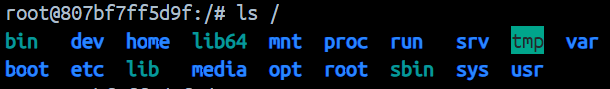 root@807bf7ff5d9f:/# ls /
bin dev home lib64 mnt proc run srv tmp var
boot etc lib media opt root sbin sys usr